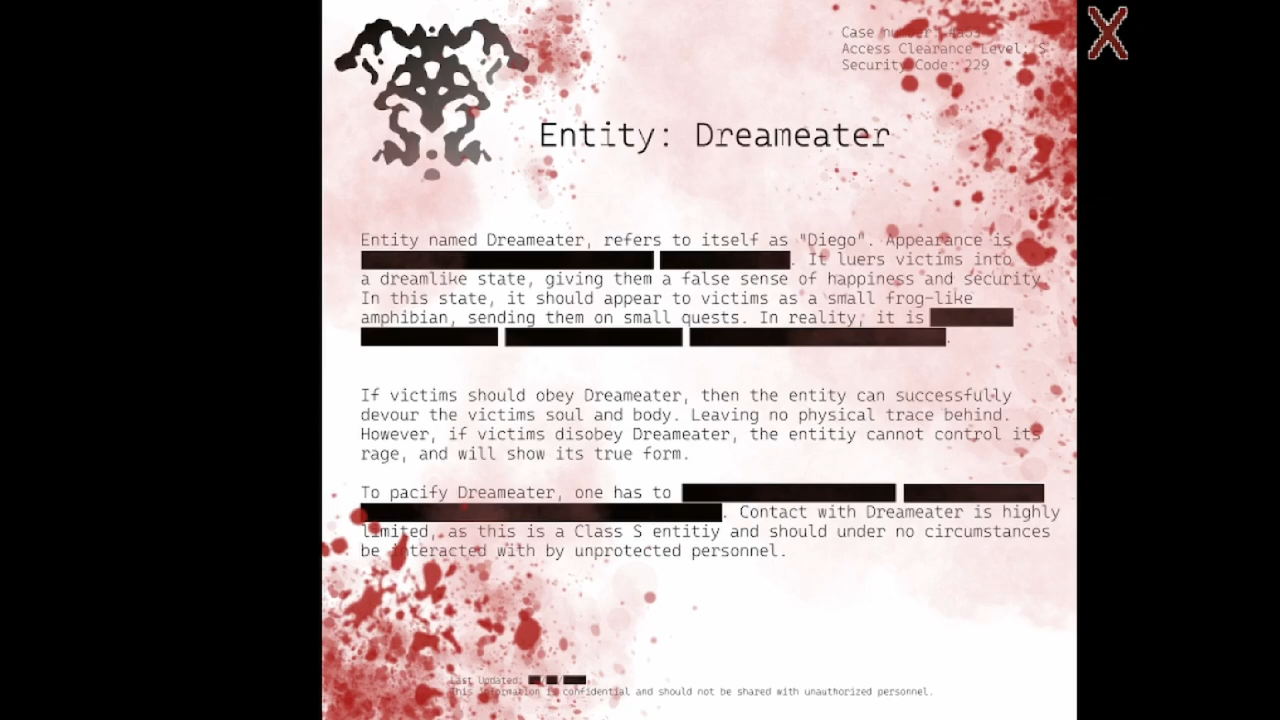 Case number:
Access Clearance Level: S
Security Code: 229
Entity: Dreameater
Entity named Dreameater, refers to itself as "Diego". Appearance is
. It luers victims into
a dreamlike state, giving them a false sense of happiness and security.
In this state, it should appear to victims as a small frog-like
amphibian, sending them on small quests. In reality, it is
.
If victims should obey Dreameater, then the entity can successfully
devour the victims soul and body. Leaving no physical trace behind.
However, if victims disobey Dreameater, the entitiy cannot control its
rage, and will show its true form.
To pacify Dreameater, one has to
. Contact with Dreameater is highly
limited, as this is a Class S entitiy and should under no circumstances
be interacted with by unprotected personnel.
Last Updated:
This information is confidential and should not be shared with unauthorized personnel.